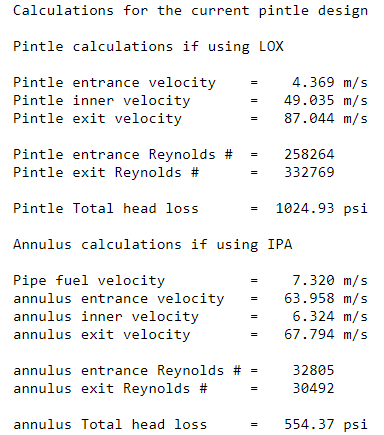 Calculations for the current pintle design
Pintle calculations if using LOX
Pintle entrance velocity = 4.369 m/s
Pintle inner velocity = 49.035 m/s
Pintle exit velocity = 87.044 m/s
Pintle entrance Reynolds # = 258264
Pintle exit Reynolds # = 332769
Pintle Total head loss = 1024.93 psi
Annulus calculations if using IPA
Pipe fuel velocity = 7.320 m/s
annulus entrance velocity = 63.958 m/s
annulus inner velocity = 6.324 m/s
annulus exit velocity = 67.794 m/s
annulus entrance Reynolds # = 32805
annulus exit Reynolds # = 30492
annulus Total head loss = 554.37 psi